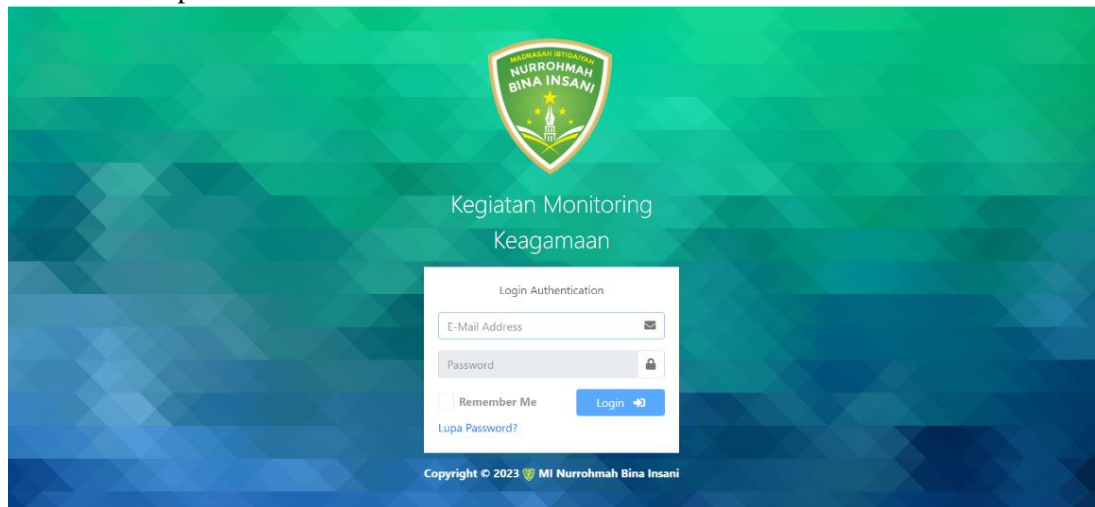 MADRASAH IBTIDAIYAH
NURROHMAH
BINA INSANI
Kegiatan Monitoring
Keagamaan
Login Authentication
E-Mail Address
Password
Remember Me
Login
Lupa Password?
Copyright © 2023 MI Nurrohmah Bina Insani